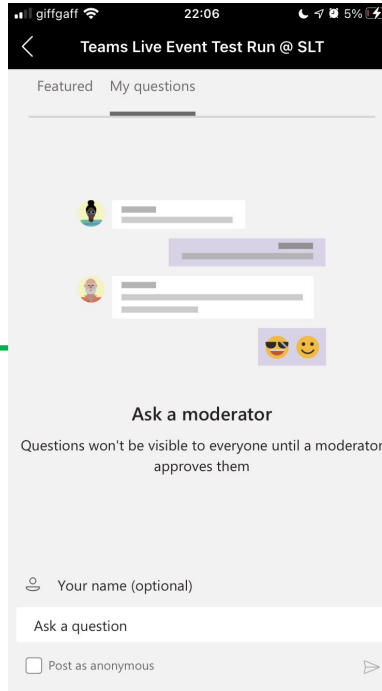 giffgaff 22:06 5%
Teams Live Event Test Run @ SLT
Featured My questions
Ask a moderator
Questions won't be visible to everyone until a moderator
approves them
Your name (optional)
Ask a question
Post as anonymous